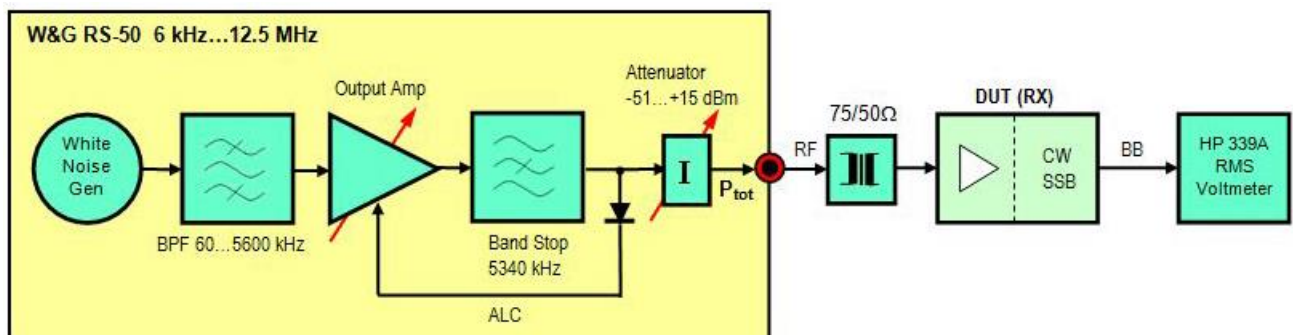 W&G RS-50 6 kHz...12.5 MHz
White
Noise
Gen
BPF 60...5600 kHz
Output Amp
Band Stop
5340 kHz
ALC
Attenuator
-51...+15 dBm
I
Ptot
RF
75/50Ω
DUT (RX)
CW
SSB
BB
HP 339A
RMS
Voltmeter